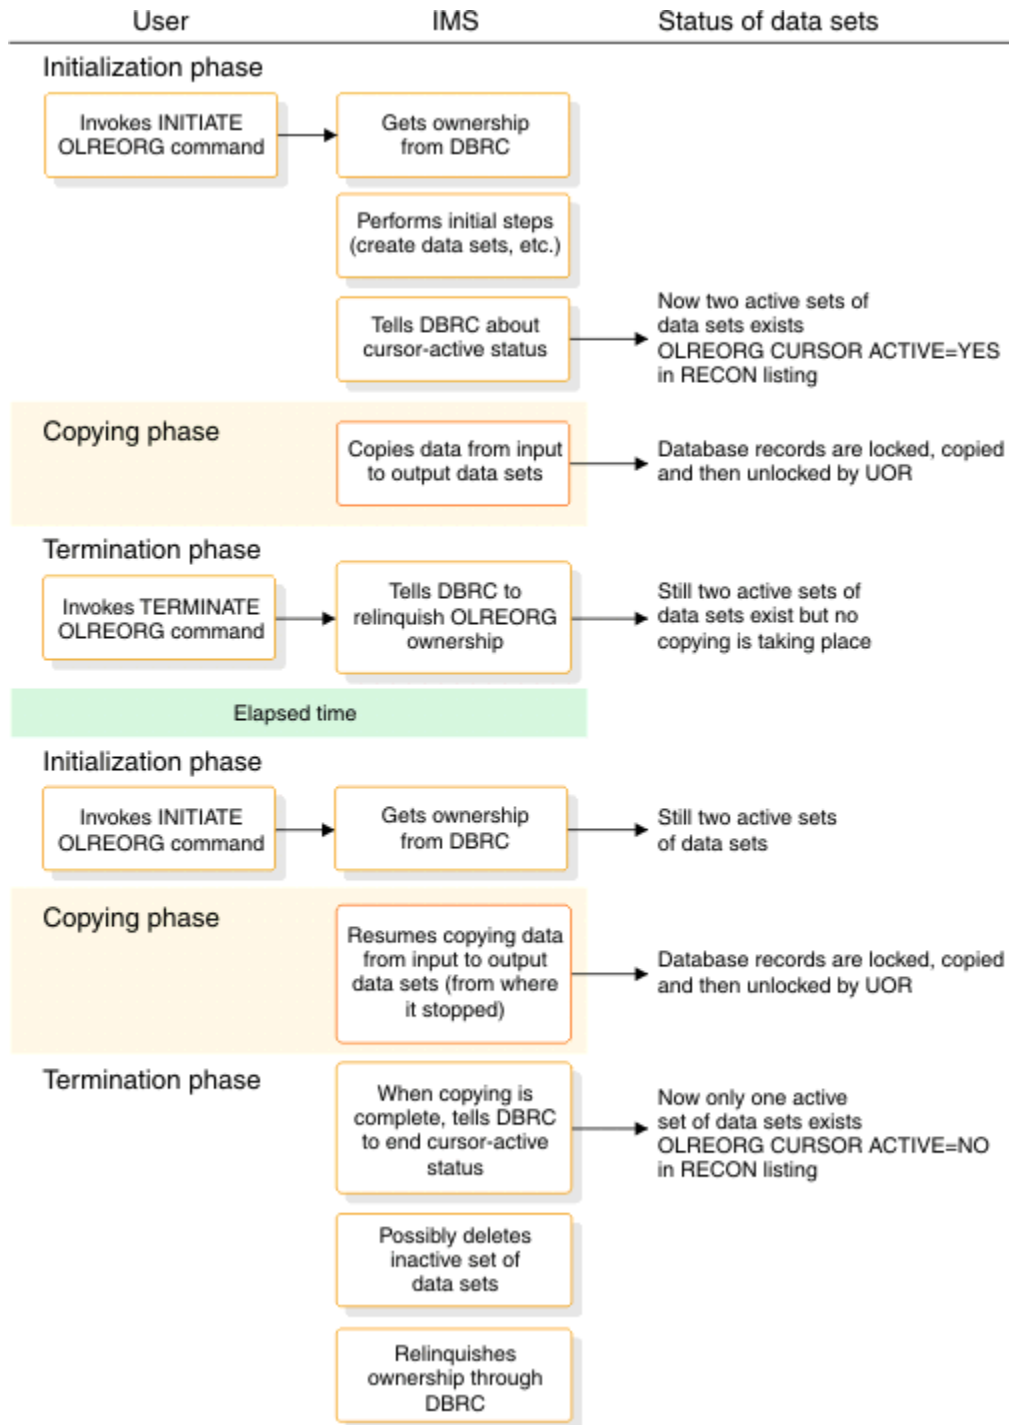 User
IMS
Status of data sets
Initialization phase
Invokes INITIATE
OLREORG command
Gets ownership
from DBRC
Performs initial steps
(create data sets, etc.)
Tells DBRC about
cursor-active status
Now two active sets of
data sets exists
OLREORG CURSOR ACTIVE=YES
in RECON listing
Copying phase
Copies data from input
to output data sets
Database records are locked, copied
and then unlocked by UOR
Termination phase
Invokes TERMINATE
OLREORG command
Tells DBRC to
relinquish OLREORG
ownership
Still two active sets of
data sets exist but no
copying is taking place
Elapsed time
Initialization phase
Invokes INITIATE
OLREORG command
Gets ownership
from DBRC
Still two active sets
of data sets
Copying phase
Resumes copying data
from input to output
data sets (from where
it stopped)
Database records are locked, copied
and then unlocked by UOR
Termination phase
When copying is
complete, tells DBRC
to end cursor-active
status
Now only one active
set of data sets exists
OLREORG CURSOR ACTIVE=NO
in RECON listing
Possibly deletes
inactive set of
data sets
Relinquishes
ownership through
DBRC